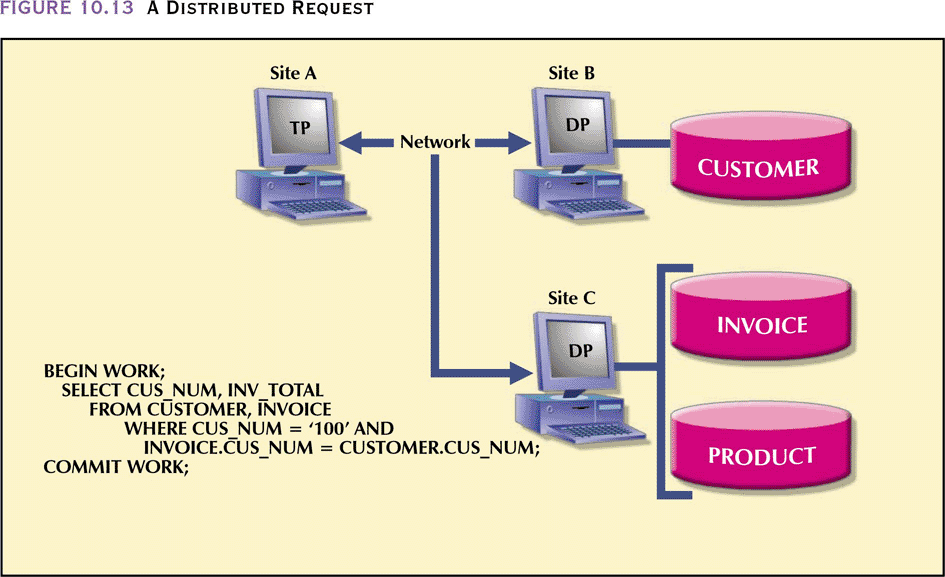 FIGURE 10.13 A DISTRIBUTED REQUEST
Site A
Site B
TP
Network
DP
CUSTOMER
Site C
DP
INVOICE
PRODUCT
BEGIN WORK;
SELECT CUS_NUM, INV_TOTAL
FROM CUSTOMER, INVOICE
WHERE CUS_NUM = ‘100’ AND
INVOICE.CUS_NUM = CUSTOMER.CUS_NUM;
COMMIT WORK;